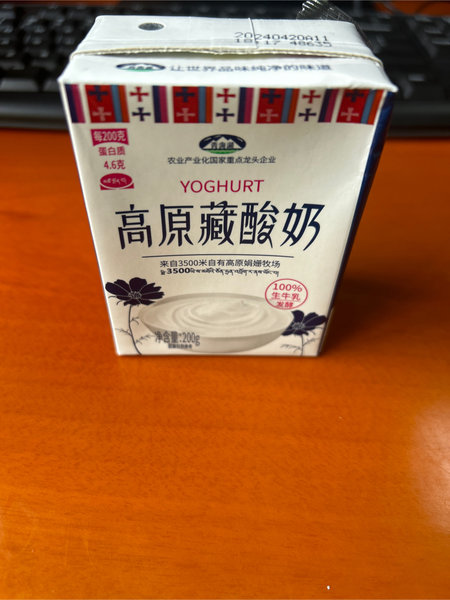 20240420A11
18:17 48635
让世界品味纯净的味道
每200克
蛋白质
4.6克
农业产业化国家重点龙头企业
YOGHURT
高原藏酸奶
来自3500米自有高原娟姗牧场
100%
生牛乳
发酵
净含量:200g